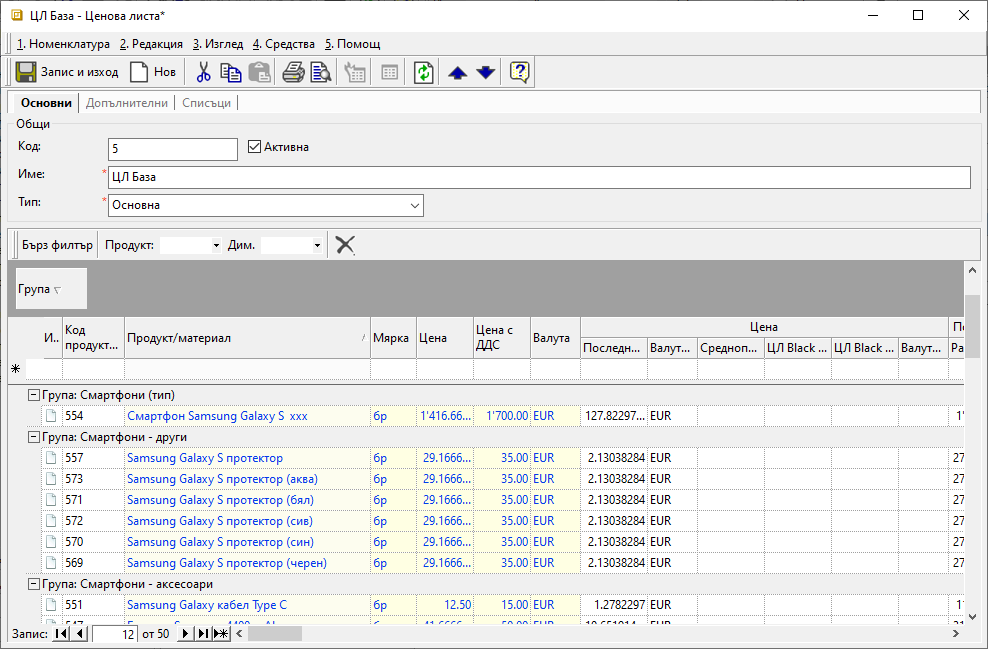 ЦЛ База - Ценова листа*
1. Номенклатура 2. Редакция 3. Изглед 4. Средства 5. Помощ
Запис и изход Нов
Основни Допълнителни Списъци
Общи
Код: 5 Активна
Име: * ЦЛ База
Тип: * Основна
Бърз филтър Продукт: Дим.
Група
И.. Код продукт... Продукт/материал Мярка Цена Цена с ДДС Валута Цена
Последн... Валут... Средноп... ЦЛ Black ... ЦЛ Black ... Валут...
Група: Смартфони (тип)
554 Смартфон Samsung Galaxy S xxx бр 1'416.66... 1'700.00 EUR 127.82297... EUR
Група: Смартфони - други
557 Samsung Galaxy S протектор бр 29.1666... 35.00 EUR 2.13038284 EUR 27
573 Samsung Galaxy S протектор (аква) бр 29.1666... 35.00 EUR 2.13038284 EUR 27
571 Samsung Galaxy S протектор (бял) бр 29.1666... 35.00 EUR 2.13038284 EUR 27
572 Samsung Galaxy S протектор (сив) бр 29.1666... 35.00 EUR 2.13038284 EUR 27
570 Samsung Galaxy S протектор (син) бр 29.1666... 35.00 EUR 2.13038284 EUR 27
569 Samsung Galaxy S протектор (черен) бр 29.1666... 35.00 EUR 2.13038284 EUR 27
Група: Смартфони - аксесоари
551 Samsung Galaxy кабел Type C бр 12.50 15.00 EUR 1.2782297 EUR
Запис: 12 от 50